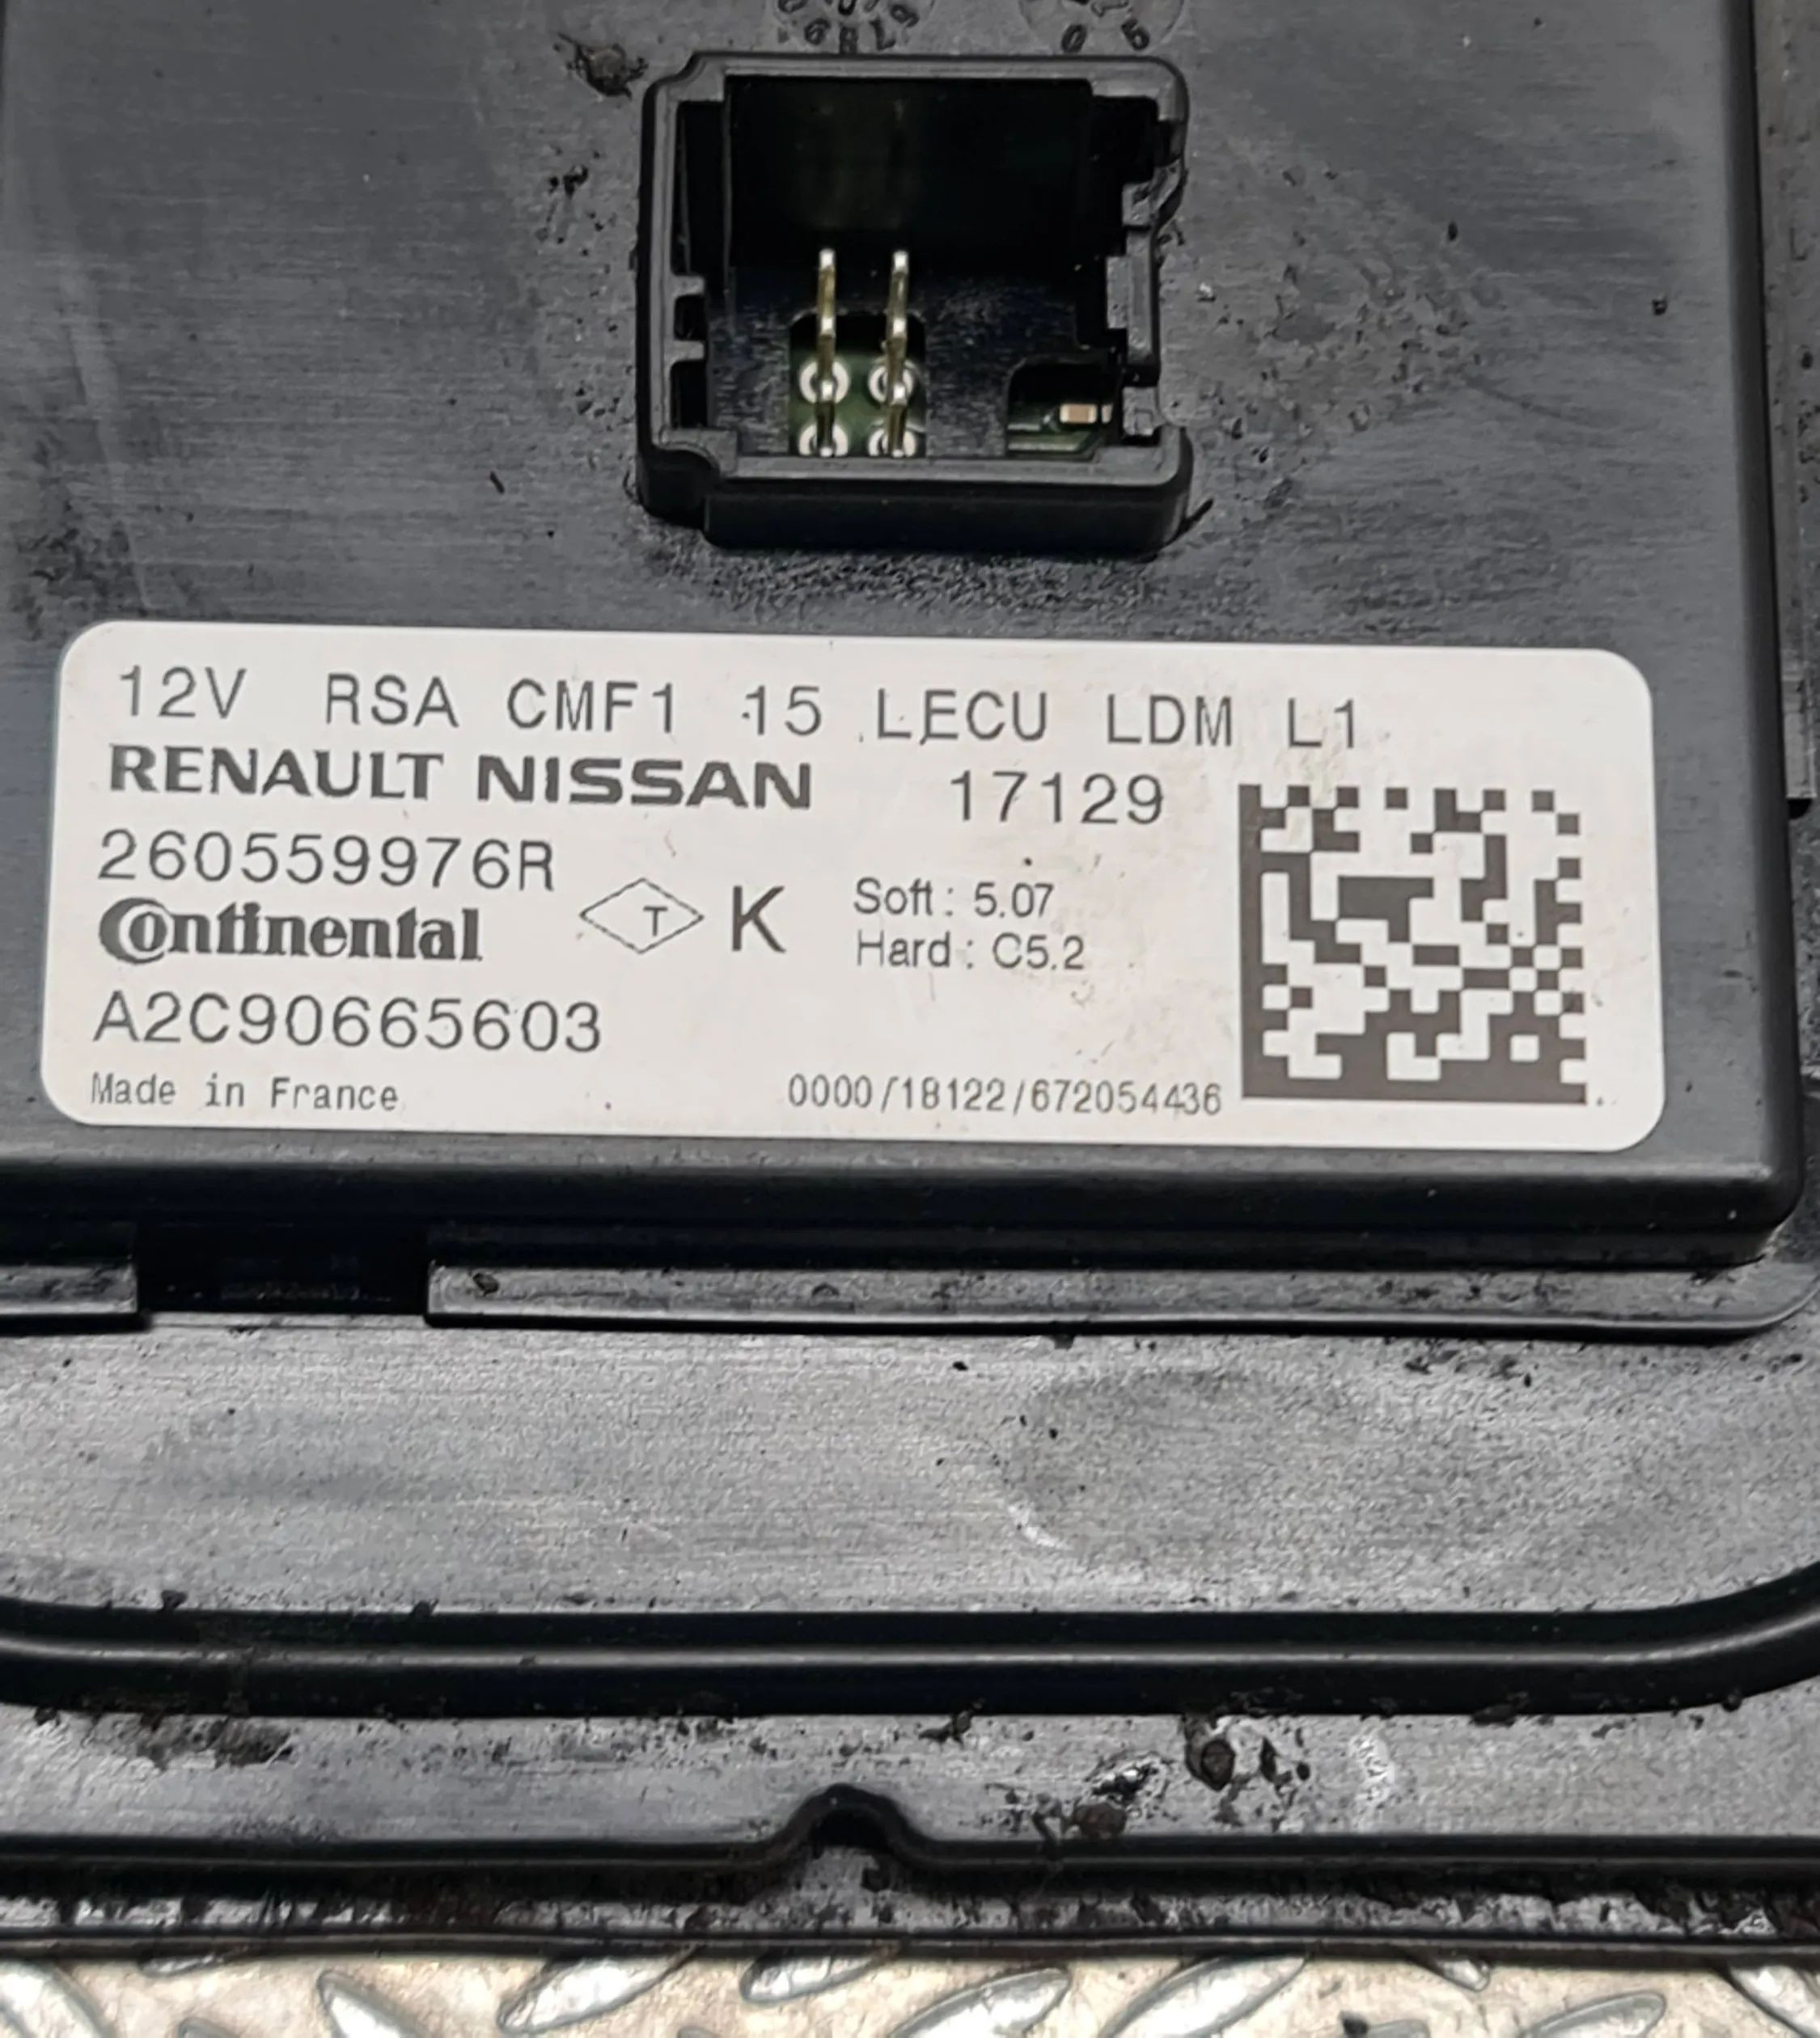 12V RSA CMF1 15 LECU LDM L1
RENAULT NISSAN 17129
260559976R
Continental T K Soft: 5.07
Hard: C5.2
A2C90665603
Made in France 0000/18122/672054436